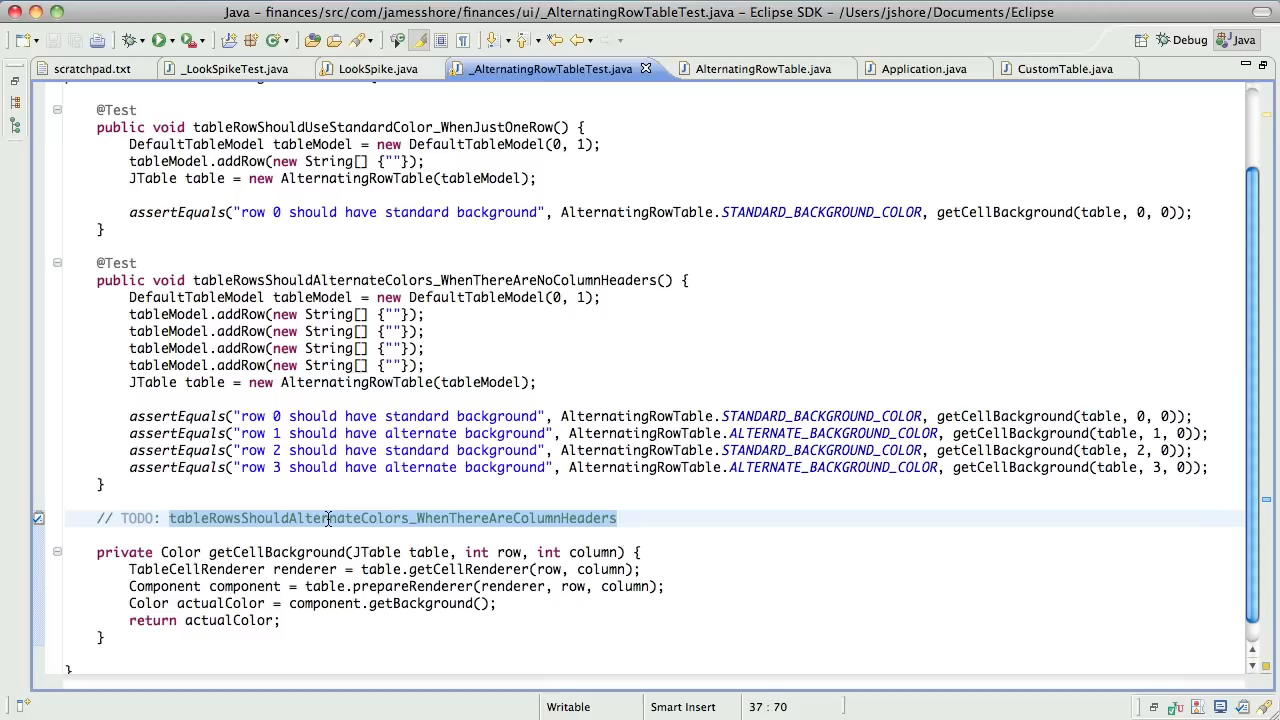 Java – finances/src/com/jamesshore/finances/ui/_AlternatingRowTableTest.java – Eclipse SDK – /Users/jshore/Documents/Eclipse
Debug Java
scratchpad.txt _LookSpikeTest.java LookSpike.java _AlternatingRowTableTest.java AlternatingRowTable.java Application.java CustomTable.java
@Test
public void tableRowShouldUseStandardColor_WhenJustOneRow() {
DefaultTableModel tableModel = new DefaultTableModel(0, 1);
tableModel.addRow(new String[] {""});
JTable table = new AlternatingRowTable(tableModel);
assertEquals("row 0 should have standard background", AlternatingRowTable.STANDARD_BACKGROUND_COLOR, getCellBackground(table, 0, 0));
}
@Test
public void tableRowsShouldAlternateColors_WhenThereAreNoColumnHeaders() {
DefaultTableModel tableModel = new DefaultTableModel(0, 1);
tableModel.addRow(new String[] {""});
tableModel.addRow(new String[] {""});
tableModel.addRow(new String[] {""});
tableModel.addRow(new String[] {""});
JTable table = new AlternatingRowTable(tableModel);
assertEquals("row 0 should have standard background", AlternatingRowTable.STANDARD_BACKGROUND_COLOR, getCellBackground(table, 0, 0));
assertEquals("row 1 should have alternate background", AlternatingRowTable.ALTERNATE_BACKGROUND_COLOR, getCellBackground(table, 1, 0));
assertEquals("row 2 should have standard background", AlternatingRowTable.STANDARD_BACKGROUND_COLOR, getCellBackground(table, 2, 0));
assertEquals("row 3 should have alternate background", AlternatingRowTable.ALTERNATE_BACKGROUND_COLOR, getCellBackground(table, 3, 0));
}
// TODO: tableRowsShouldAlternateColors_WhenThereAreColumnHeaders
private Color getCellBackground(JTable table, int row, int column) {
TableCellRenderer renderer = table.getCellRenderer(row, column);
Component component = table.prepareRenderer(renderer, row, column);
Color actualColor = component.getBackground();
return actualColor;
}
}
Writable Smart Insert 37 : 70